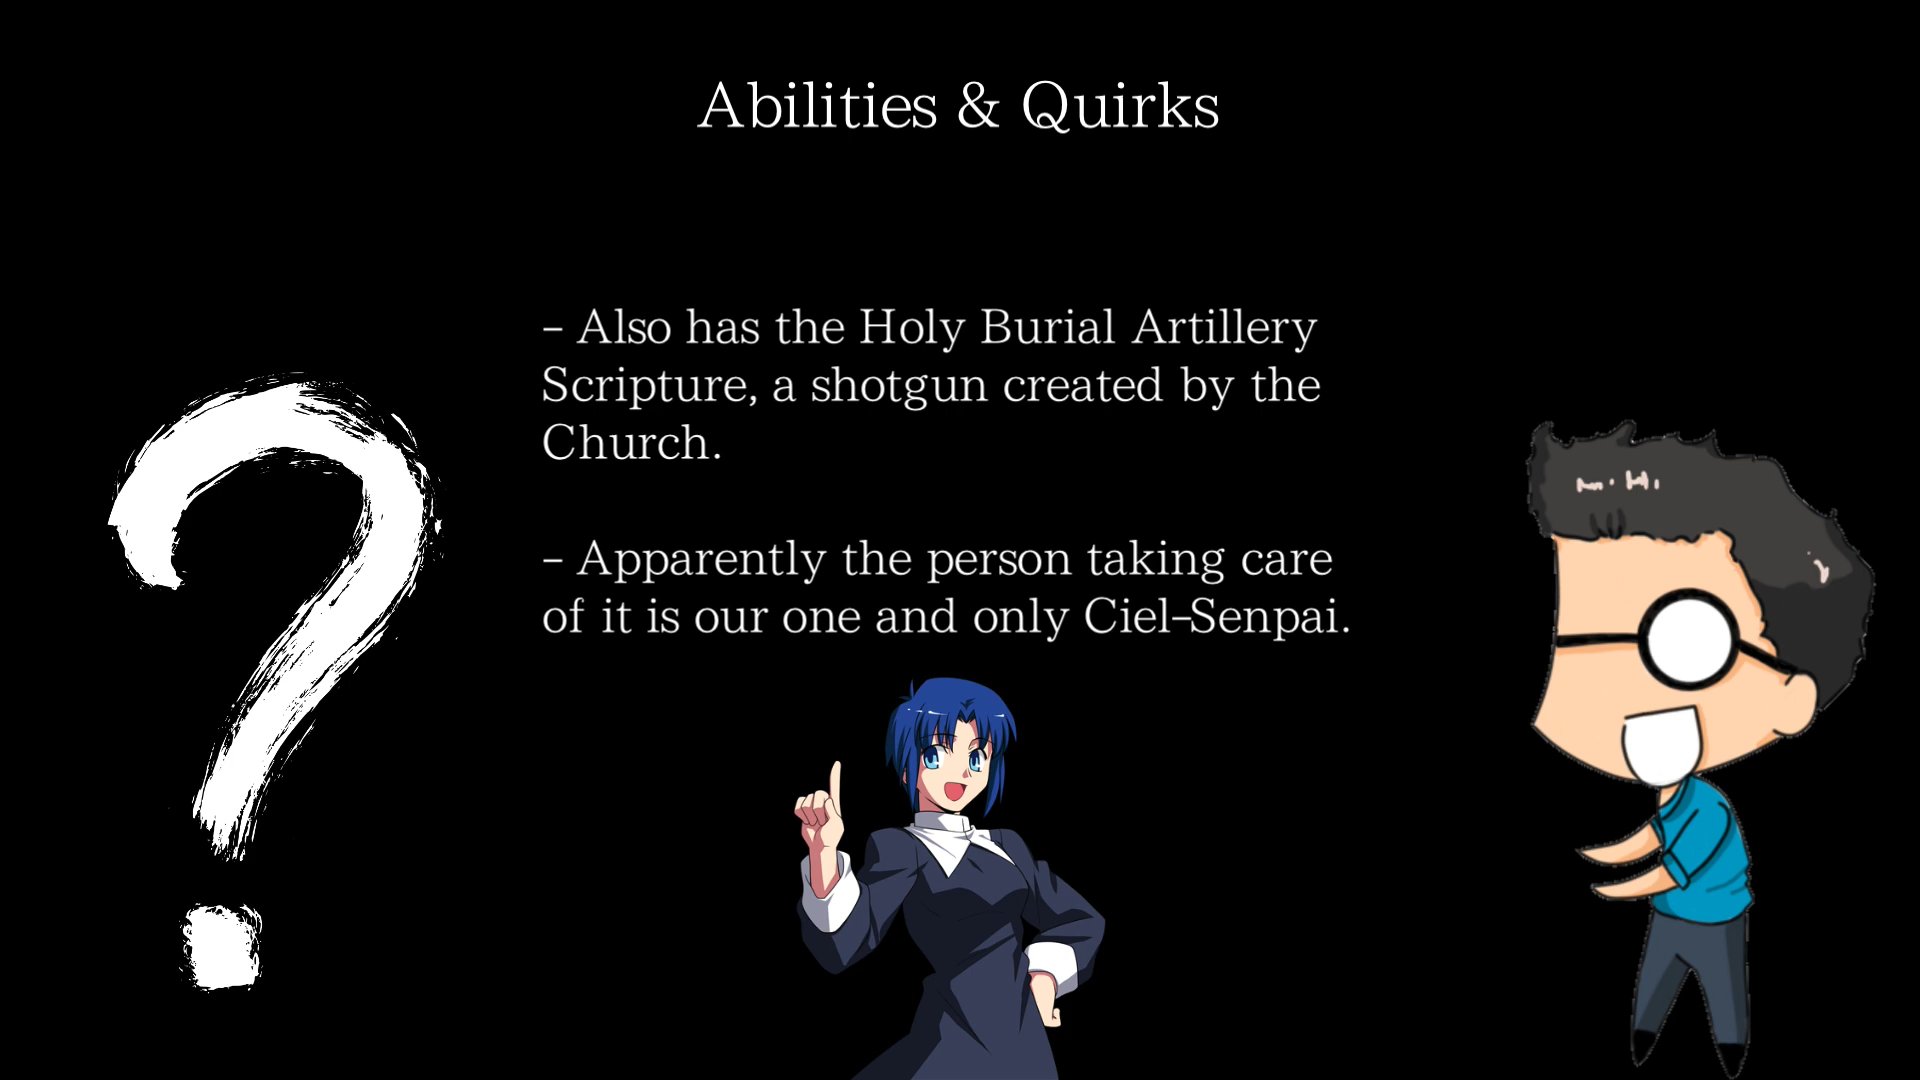 Abilities & Quirks
- Also has the Holy Burial Artillery
Scripture, a shotgun created by the
Church.
- Apparently the person taking care
of it is our one and only Ciel-Senpai.
?